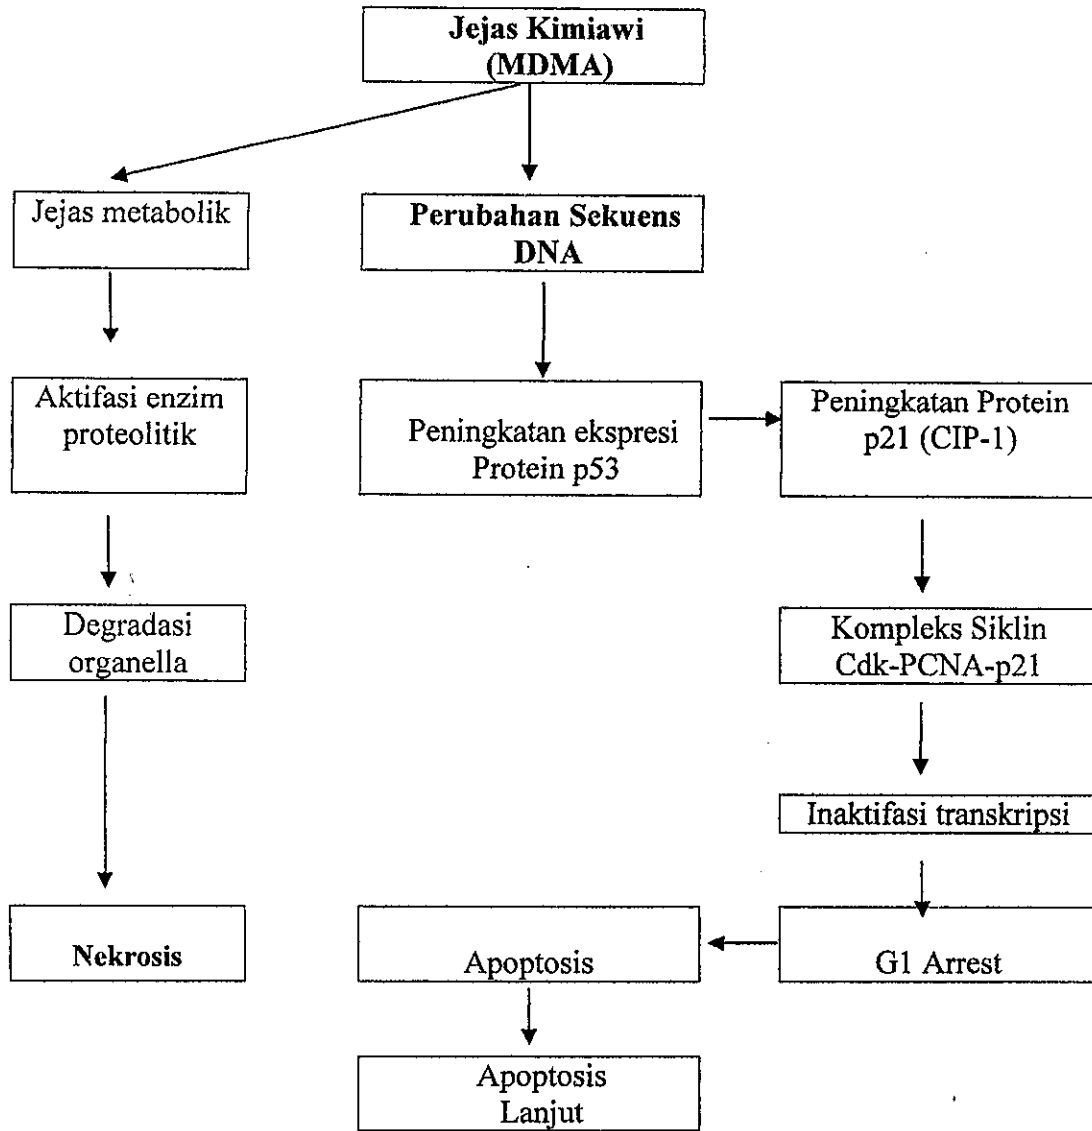 Jejas Kimiawi
(MDMA)
Jejas metabolik
Perubahan Sekuens
DNA
Aktifasi enzim
proteolitik
Peningkatan ekspresi
Protein p53
Peningkatan Protein
p21 (CIP-1)
Degradasi
organella
Kompleks Siklin
Cdk-PCNA-p21
Inaktifasi transkripsi
Nekrosis
Apoptosis
G1 Arrest
Apoptosis
Lanjut